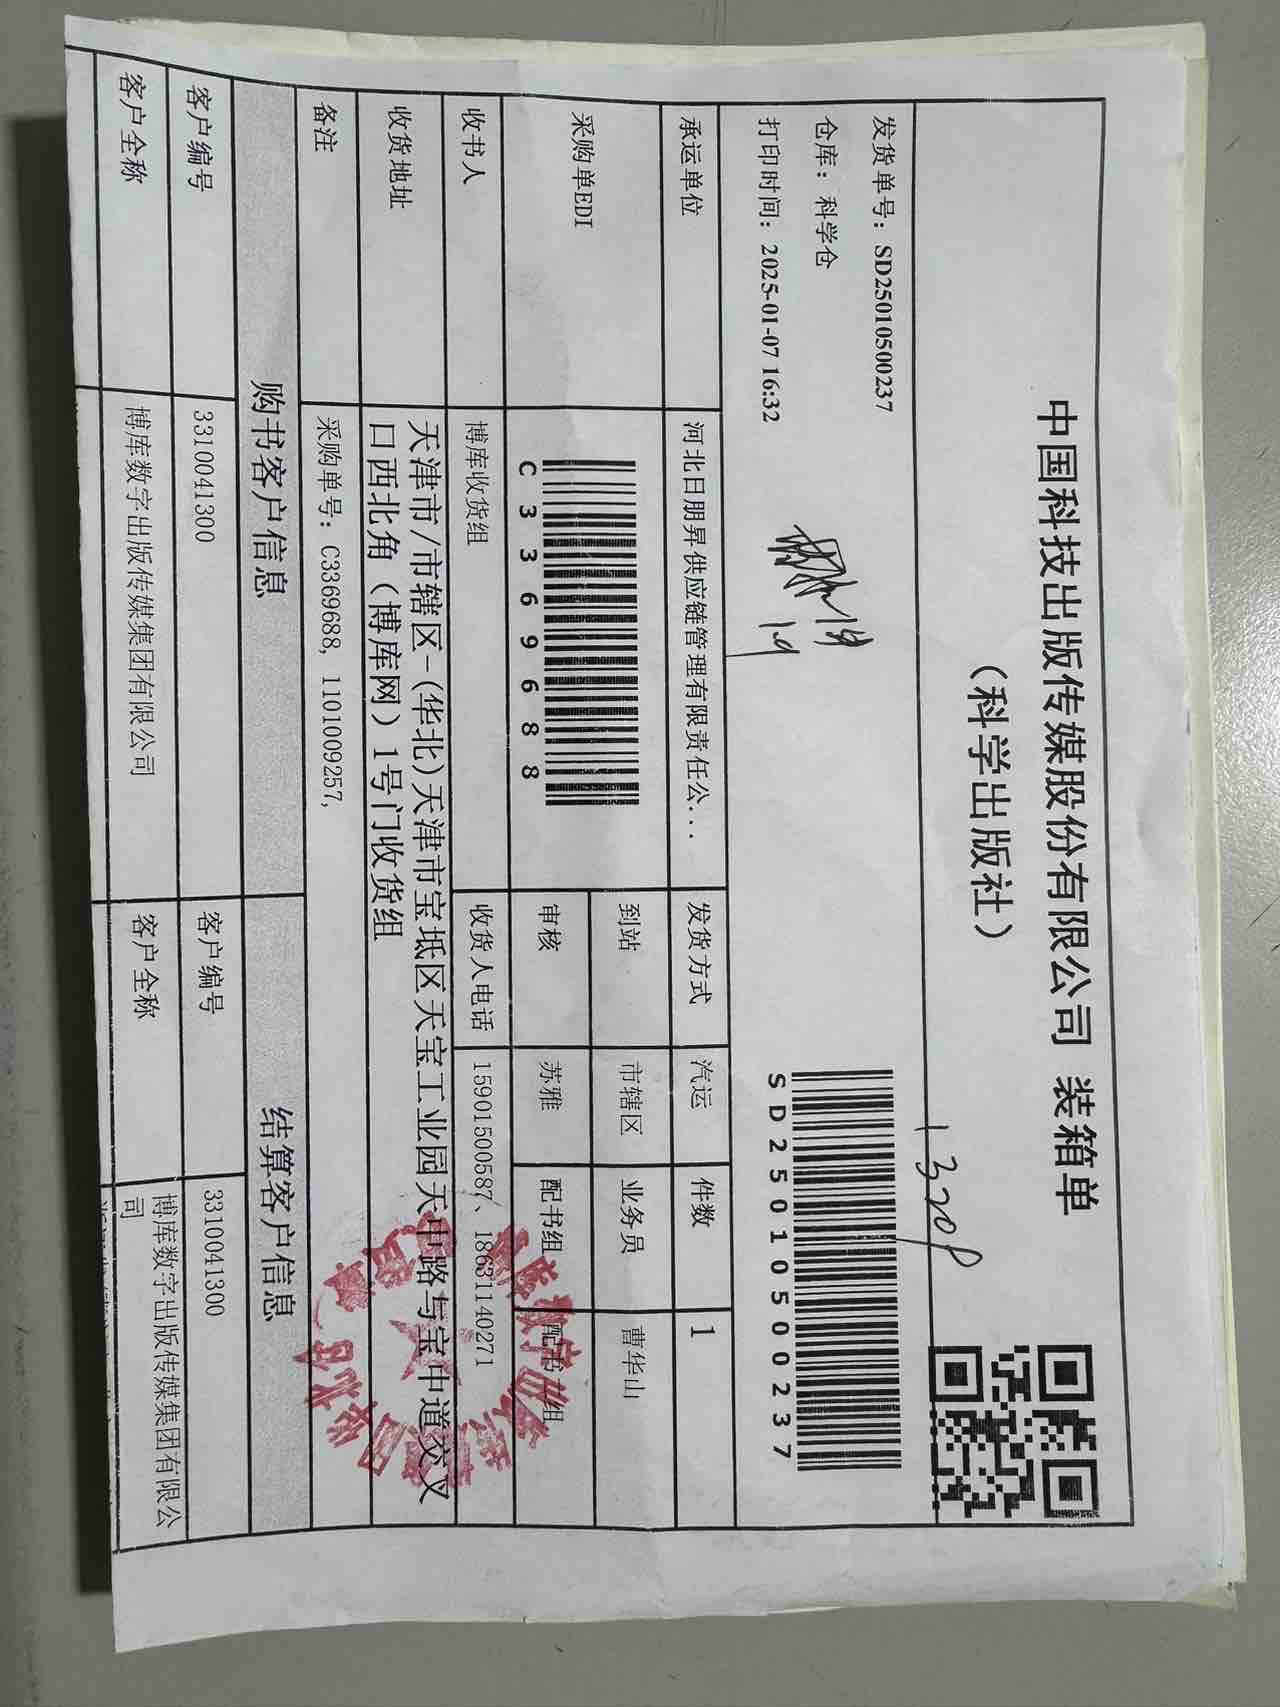 中国科技出版传媒股份有限公司 装箱单
（科学出版社）
1320P
发货单号：SD2501050023​7
仓库：科学仓
打印时间：2025-01-07 16:32
SD25010500237
19
承运单位 河北日朋昇供应链管理有限责任公... 发货方式 汽运 件数 1
采购单EDI C3369688 到站 市辖区 业务员 曹华山
审核 苏雅 配书组 配书一组
收书人 博库收货组 收货人电话 15901500587、18631140271
收货地址 天津市/市辖区-(华北)天津市宝坻区天宝工业园天中路与宝中道交叉
口西北角（博库网）1号门收货组
备注 采购单号：C3369688, 1101009257,
购书客户信息 结算客户信息
客户编号 3310041300 客户编号 3310041300
客户全称 博库数字出版传媒集团有限公司 客户全称 博库数字出版传媒集团有限公
司